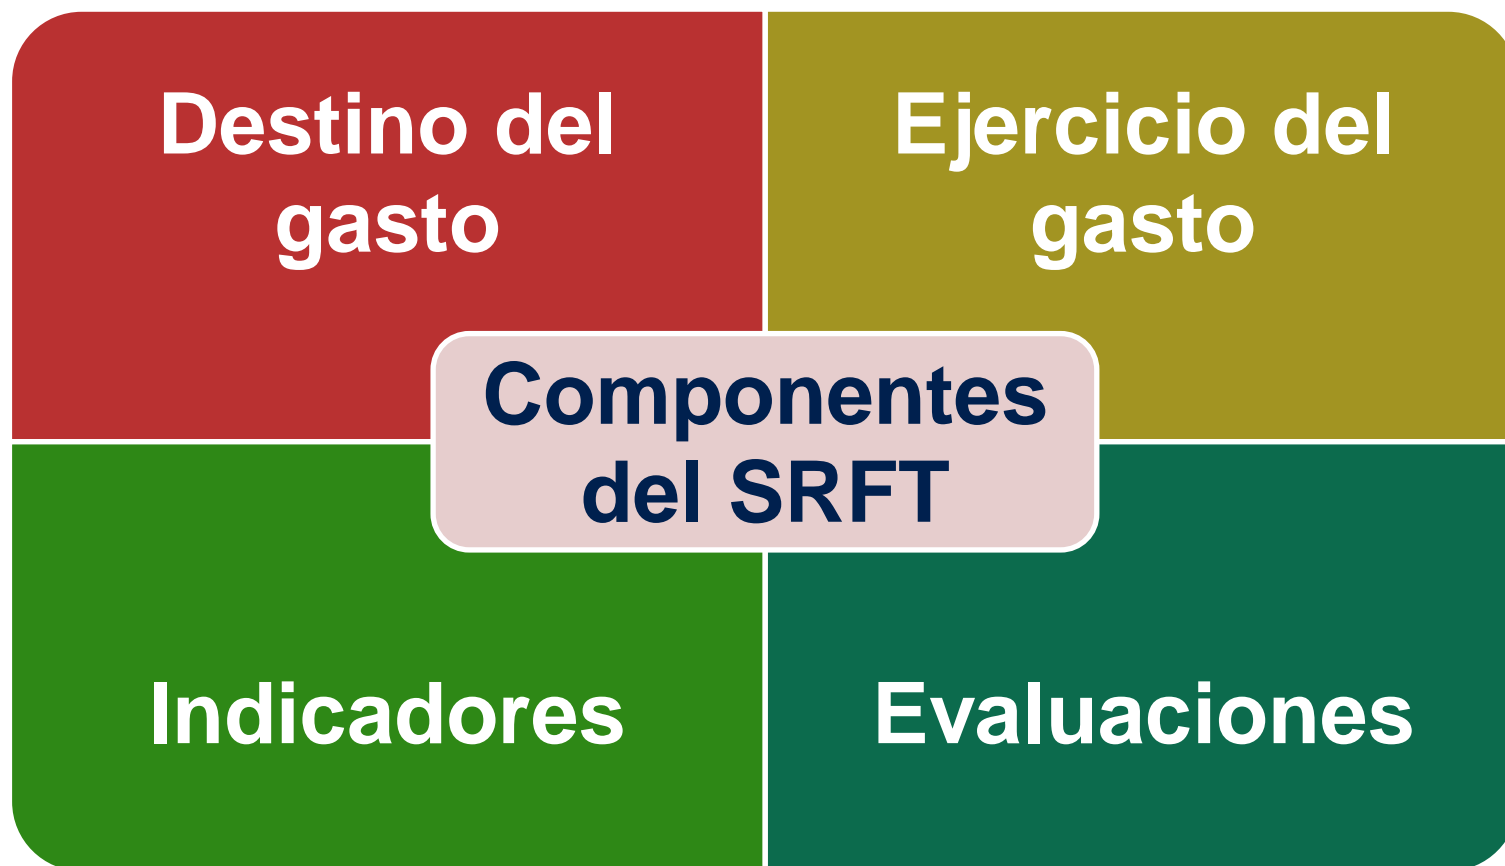 Destino del
gasto
Ejercicio del
gasto
Componentes
del SRFT
Indicadores
Evaluaciones